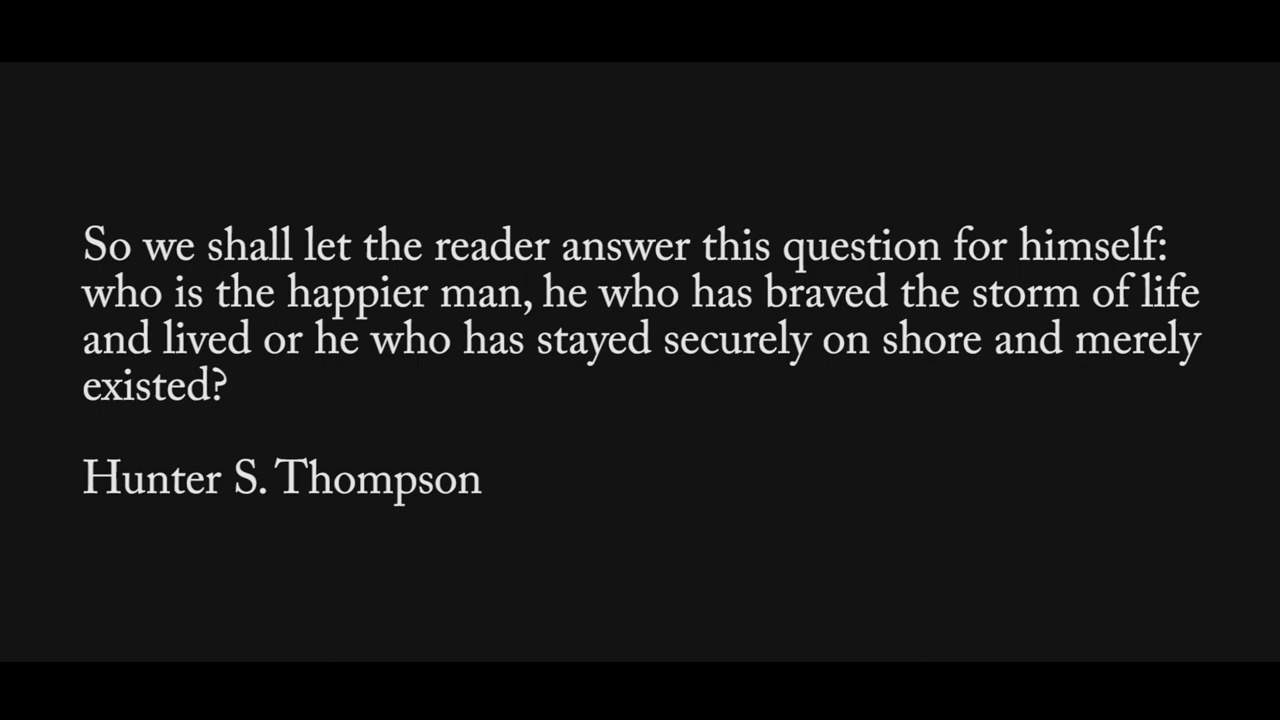 So we shall let the reader answer this question for himself:
who is the happier man, he who has braved the storm of life
and lived or he who has stayed securely on shore and merely
existed?
Hunter S. Thompson